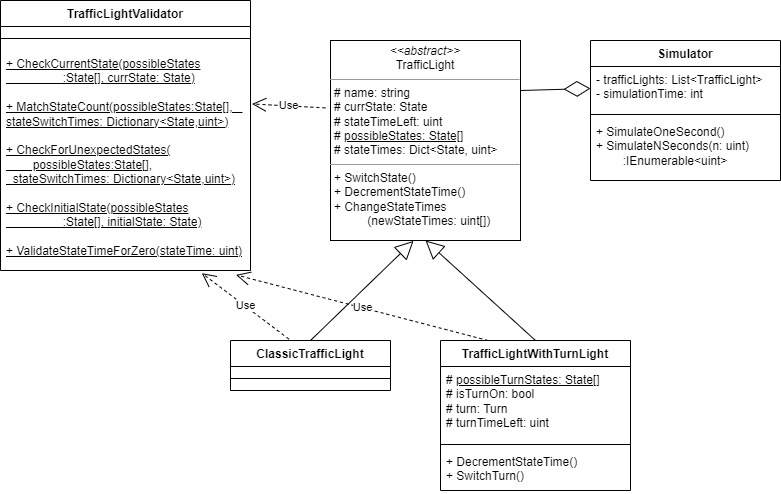 TrafficLightValidator
+ CheckCurrentState(possibleStates
:State[], currState: State)
+ MatchStateCount(possibleStates:State[],
stateSwitchTimes: Dictionary<State,uint>)
+ CheckForUnexpectedStates(
possibleStates:State[],
stateSwitchTimes: Dictionary<State,uint>)
+ CheckInitialState(possibleStates
:State[], initialState: State)
+ ValidateStateTimeForZero(stateTime: uint)
Use
<<abstract>>
TrafficLight
# name: string
# currState: State
# stateTimeLeft: uint
# possibleStates: State[]
# stateTimes: Dict<State, uint>
+ SwitchState()
+ DecrementStateTime()
+ ChangeStateTimes
(newStateTimes: uint[])
Simulator
- trafficLights: List<TrafficLight>
- simulationTime: int
+ SimulateOneSecond()
+ SimulateNSeconds(n: uint)
:IEnumerable<uint>
Use
Use
ClassicTrafficLight
TrafficLightWithTurnLight
# possibleTurnStates: State[]
# isTurnOn: bool
# turn: Turn
# turnTimeLeft: uint
+ DecrementStateTime()
+ SwitchTurn()